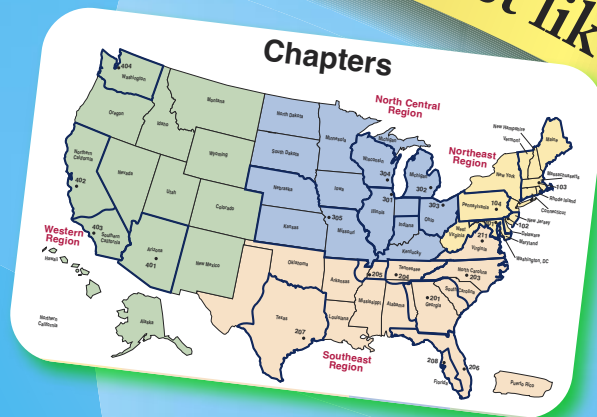 t lik
Chapters
North Central
Region
Northeast
Region
Western
Region
Southeast
Region
404
Washington
Oregon
Idaho
Montana
Wyoming
Nevada
Utah
Colorado
Northern
California
402
403
Southern
California
Arizona
401
New Mexico
Hawaii
Alaska
Western
California
North Dakota
South Dakota
Nebraska
Kansas
Minnesota
Iowa
305
Missouri
Wisconsin
304
301
Illinois
Michigan
Michigan
302
303
Indiana
Ohio
Kentucky
Oklahoma
Texas
207
Arkansas
Louisiana
Mississippi
Alabama
205
Tennessee
204
201
Georgia
North Carolina
203
South Carolina
208
206
Florida
Puerto Rico
West
Virginia
211
Virginia
Pennsylvania
104
New York
New Hampshire
Vermont
Maine
Massachusetts
103
Rhode Island
Connecticut
New Jersey
102
Delaware
Maryland
Washington, DC